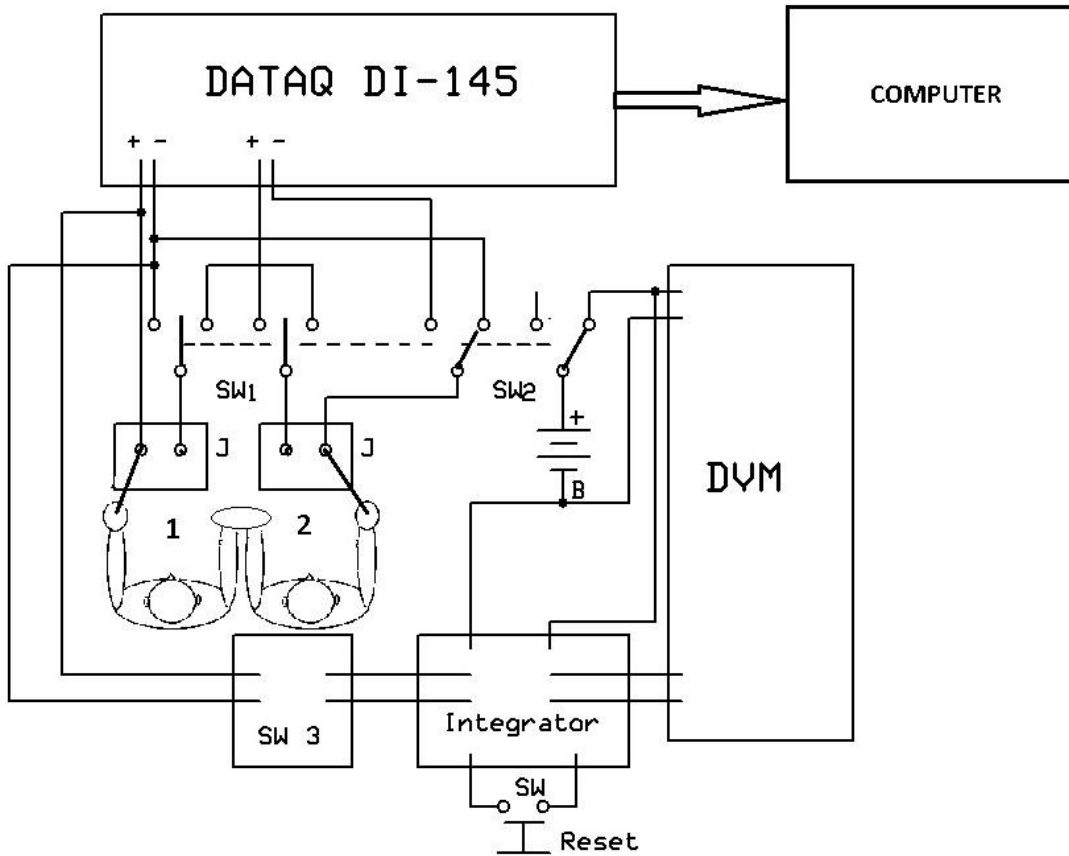 DATAQ DI-145
COMPUTER
+ - + -
SW1
SW2
+
J
J
B
DVM
1
2
Integrator
SW 3
SW
Reset